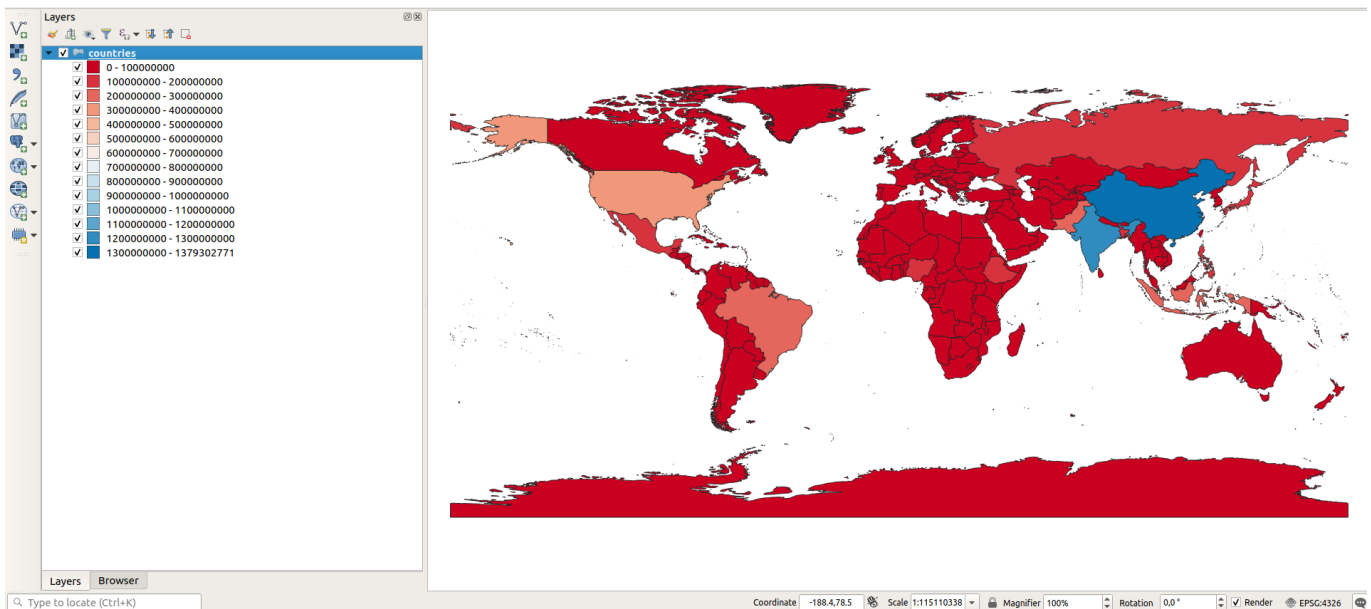 Layers
countries
0 - 100000000
100000000 - 200000000
200000000 - 300000000
300000000 - 400000000
400000000 - 500000000
500000000 - 600000000
600000000 - 700000000
700000000 - 800000000
800000000 - 900000000
900000000 - 1000000000
1000000000 - 1100000000
1100000000 - 1200000000
1200000000 - 1300000000
1300000000 - 1379302771
Layers Browser
Type to locate (Ctrl+K) Coordinate -188.4,78.5 Scale 1:115110338 Magnifier 100% Rotation 0,0 ° Render EPSG:4326